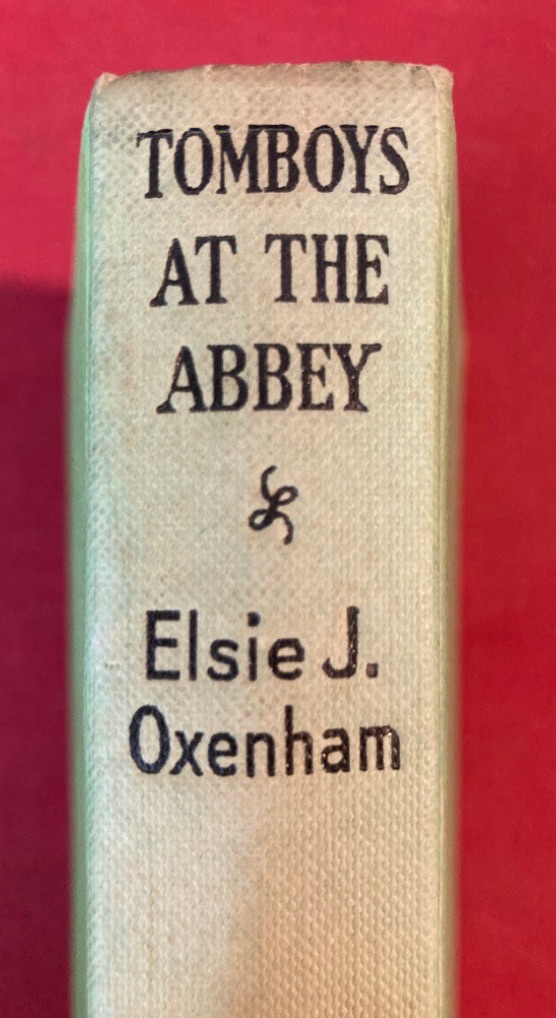 TOMBOYS
AT THE
ABBEY
Elsie J.
Oxenham